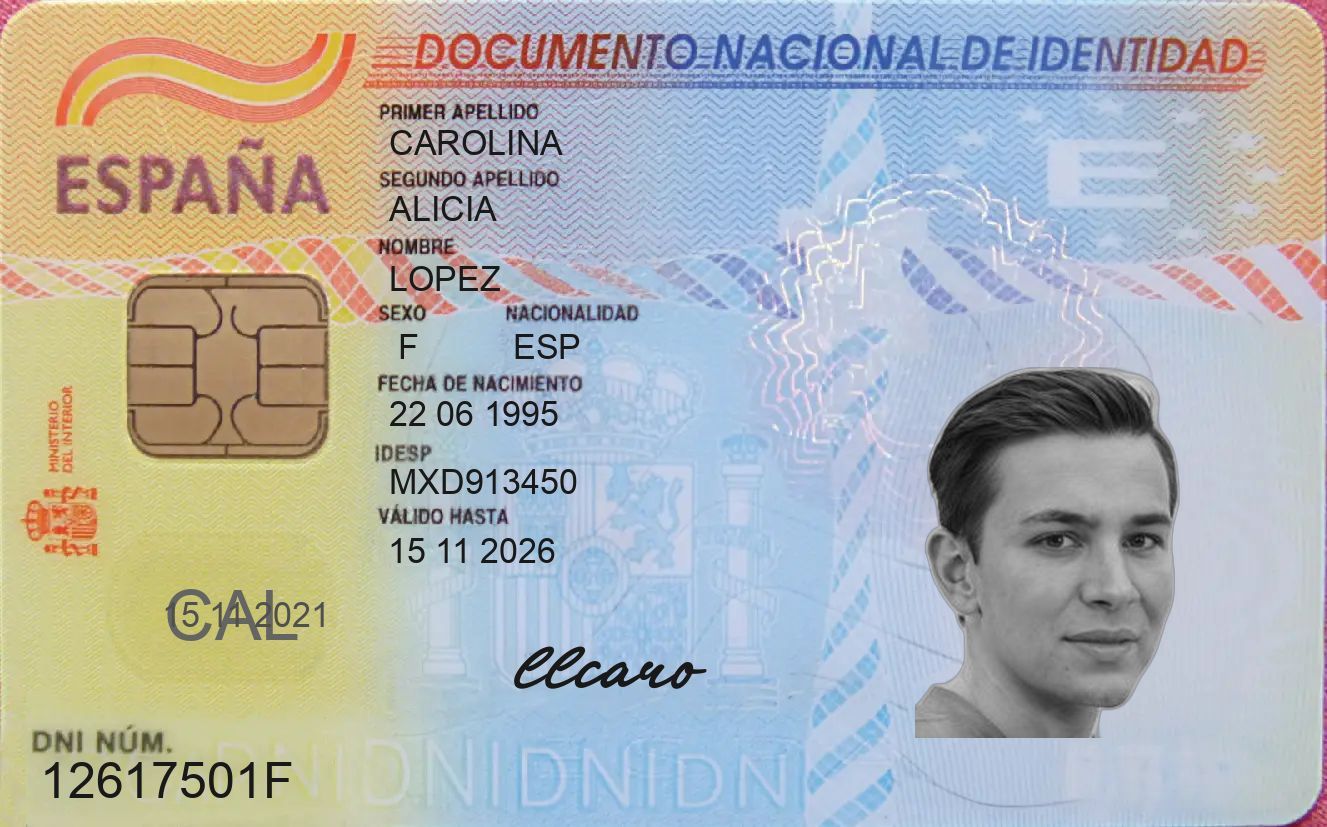 DOCUMENTO NACIONAL DE IDENTIDAD
ESPAÑA
PRIMER APELLIDO
CAROLINA
SEGUNDO APELLIDO
ALICIA
NOMBRE
LOPEZ
SEXO NACIONALIDAD
F ESP
FECHA DE NACIMIENTO
22 06 1995
IDESP
MXD913450
VÁLIDO HASTA
15 11 2026
MINISTERIO
DEL INTERIOR
E
CAL
15 11 2021
llcaro
DNI NÚM.
12617501F
DNIDNIDNIDNI